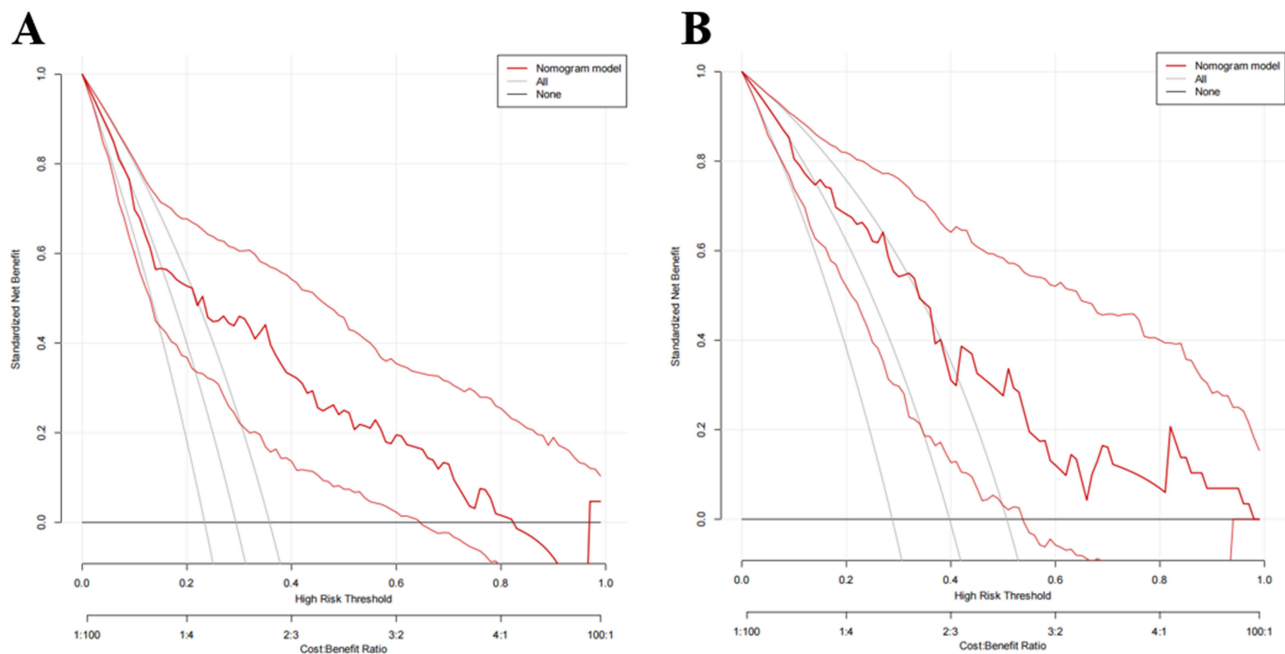 A
Nomogram model
All
None
1.0
0.8
0.6
0.4
0.2
0.0
Standardized Net Benefit
0.0 0.2 0.4 0.6 0.8 1.0
High Risk Threshold
1:100 1:4 2:3 3:2 4:1 100:1
Cost:Benefit Ratio
B
Nomogram model
All
None
1.0
0.8
0.6
0.4
0.2
0.0
Standardized Net Benefit
0.0 0.2 0.4 0.6 0.8 1.0
High Risk Threshold
1:100 1:4 2:3 3:2 4:1 100:1
Cost:Benefit Ratio